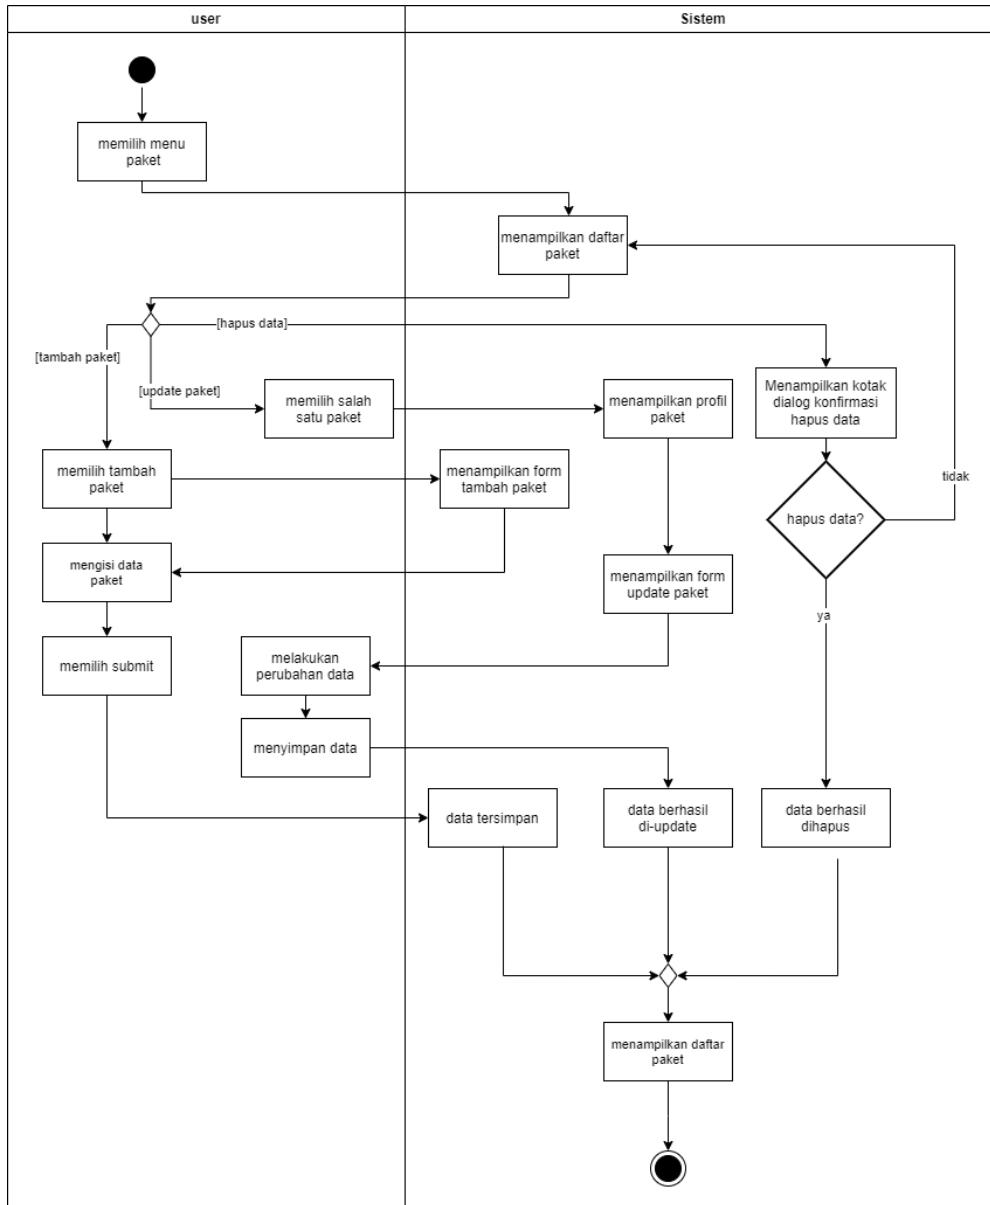 user
Sistem
memilih menu
paket
menampilkan daftar
paket
[hapus data]
[tambah paket]
[update paket]
memilih salah
satu paket
menampilkan profil
paket
Menampilkan kotak
dialog konfirmasi
hapus data
memilih tambah
paket
menampilkan form
tambah paket
tidak
hapus data?
mengisi data
paket
menampilkan form
update paket
ya
memilih submit
melakukan
perubahan data
menyimpan data
data tersimpan
data berhasil
di-update
data berhasil
dihapus
menampilkan daftar
paket